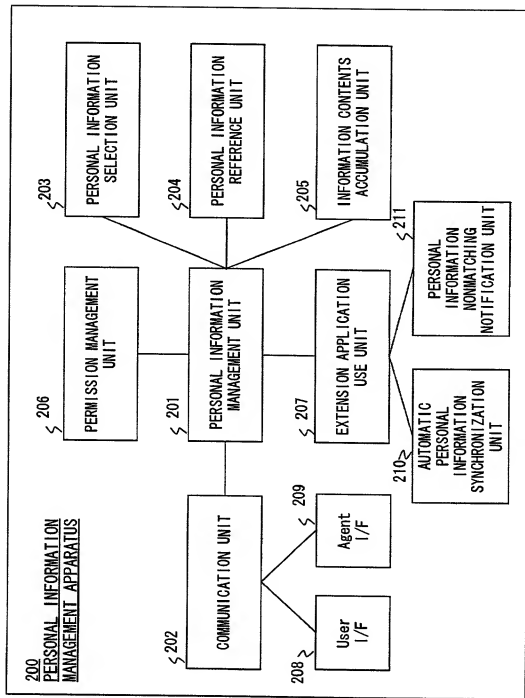 200
PERSONAL INFORMATION
MANAGEMENT APPARATUS
206
PERMISSION MANAGEMENT
UNIT
203
PERSONAL INFORMATION
SELECTION UNIT
202
COMMUNICATION UNIT
201
PERSONAL INFORMATION
MANAGEMENT UNIT
204
PERSONAL INFORMATION
REFERENCE UNIT
205
INFORMATION CONTENTS
ACCUMULATION UNIT
208
User
I/F
209
Agent
I/F
207
EXTENSION APPLICATION
USE UNIT
210
AUTOMATIC
PERSONAL
INFORMATION
SYNCHRONIZATION
UNIT
211
PERSONAL
INFORMATION
NONMATCHING
NOTIFICATION UNIT